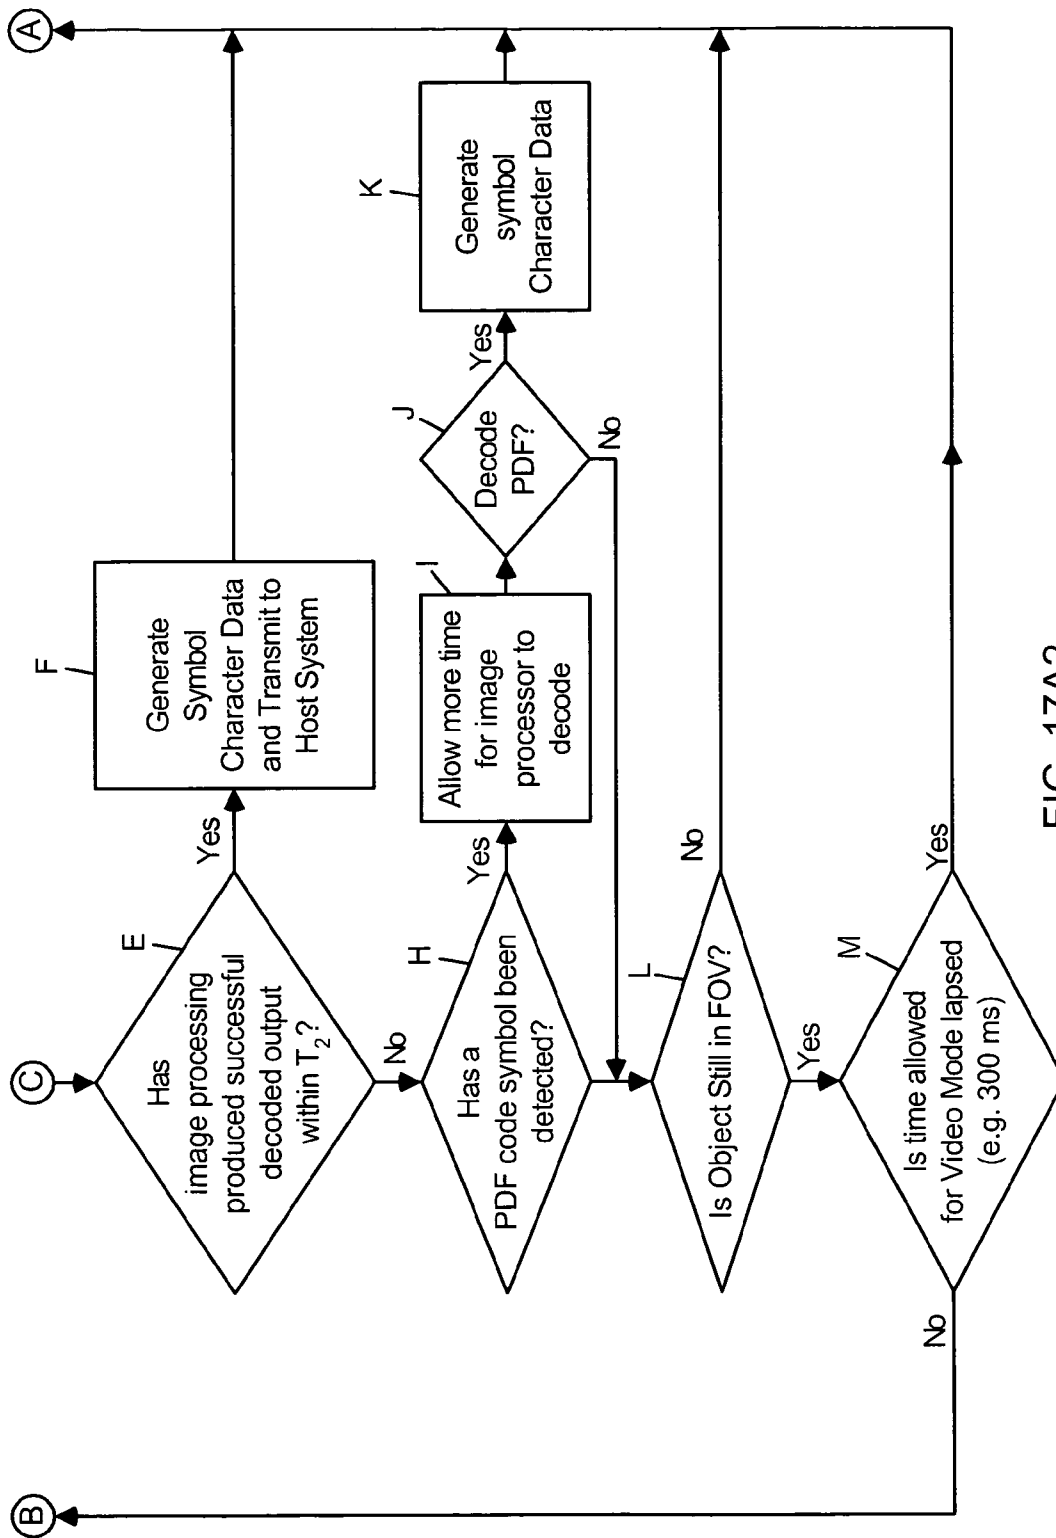 C
A
B
E
Has
image processing
produced successful
decoded output
within T2?
Yes
No
F
Generate
Symbol
Character Data
and Transmit to
Host System
H
Has a
PDF code symbol been
detected?
Yes
I
Allow more time
for image
processor to
decode
J
Decode
PDF?
Yes
No
K
Generate
symbol
Character Data
L
Is Object Still in FOV?
No
Yes
M
Is time allowed
for Video Mode lapsed
(e.g. 300 ms)
Yes
No
FIG. 17A2